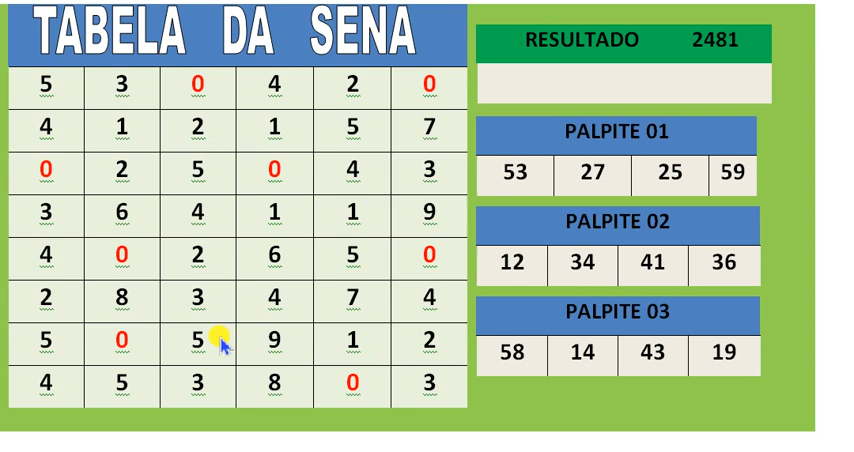 TABELA DA SENA
5 3 0 4 2 0
4 1 2 1 5 7
0 2 5 0 4 3
3 6 4 1 1 9
4 0 2 6 5 0
2 8 3 4 7 4
5 0 5 9 1 2
4 5 3 8 0 3
RESULTADO 2481
PALPITE 01
53 27 25 59
PALPITE 02
12 34 41 36
PALPITE 03
58 14 43 19